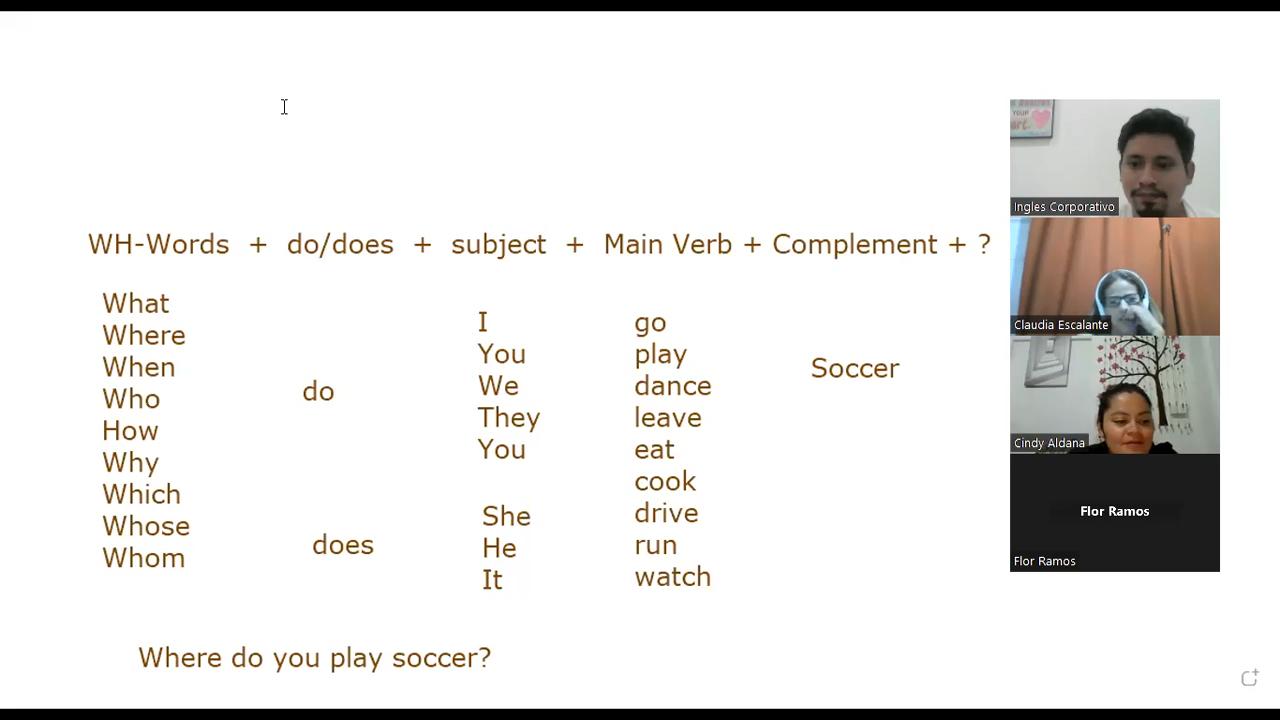 WH-Words + do/does + subject + Main Verb + Complement + ?
What
Where
When
Who
How
Why
Which
Whose
Whom
do
does
I
You
We
They
You
She
He
It
go
play
dance
leave
eat
cook
drive
run
watch
Soccer
Where do you play soccer?
YOUR
Ingles Corporativo
Claudia Escalante
Cindy Aldana
Flor Ramos
Flor Ramos